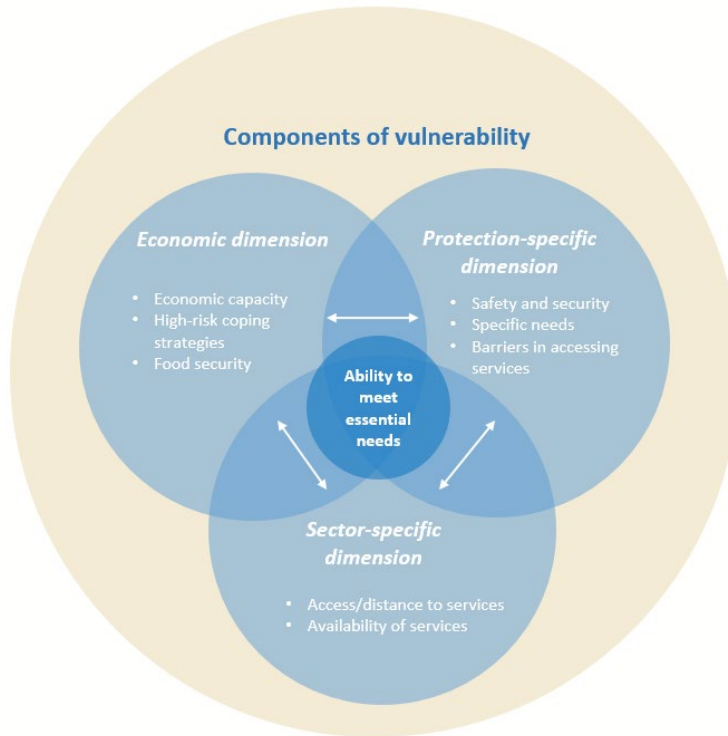 Components of vulnerability
Economic dimension
• Economic capacity
• High-risk coping
strategies
• Food security
Protection-specific
dimension
• Safety and security
• Specific needs
• Barriers in accessing
services
Ability to
meet
essential
needs
Sector-specific
dimension
• Access/distance to services
• Availability of services